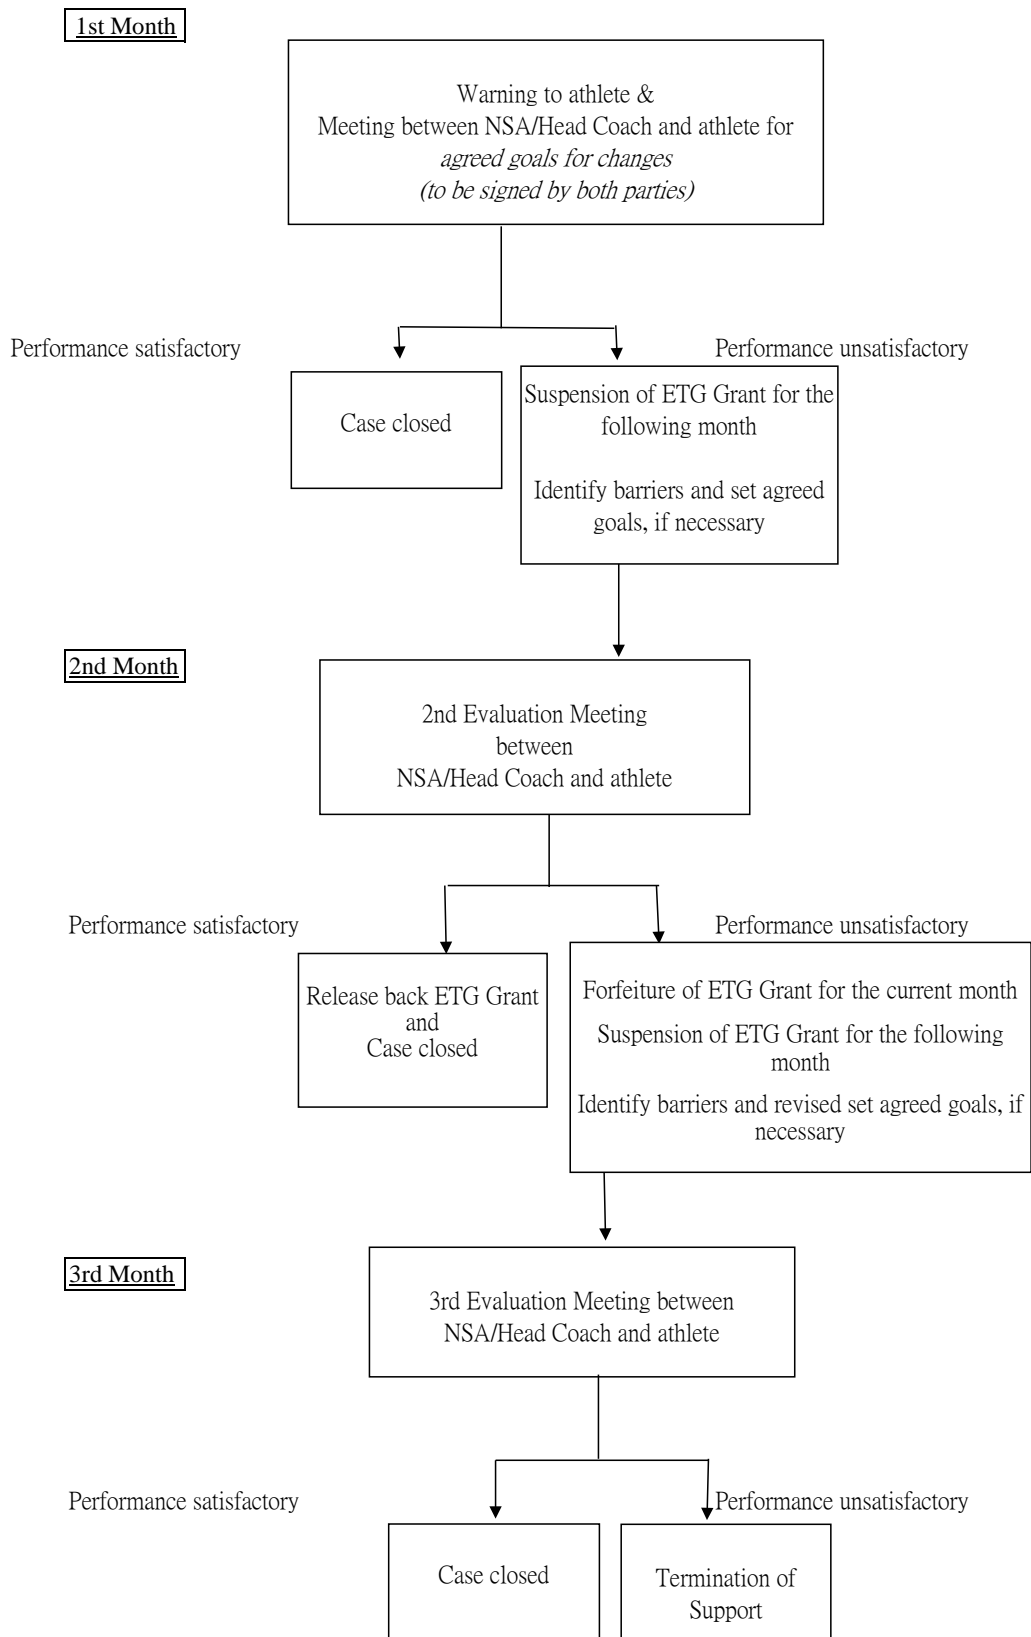 1st Month
Warning to athlete &
Meeting between NSA/Head Coach and athlete for
agreed goals for changes
(to be signed by both parties)
Performance satisfactory
Performance unsatisfactory
Case closed
Suspension of ETG Grant for the
following month
Identify barriers and set agreed
goals, if necessary
2nd Month
2nd Evaluation Meeting
between
NSA/Head Coach and athlete
Performance satisfactory
Performance unsatisfactory
Release back ETG Grant
and
Case closed
Forfeiture of ETG Grant for the current month
Suspension of ETG Grant for the following
month
Identify barriers and revised set agreed goals, if
necessary
3rd Month
3rd Evaluation Meeting between
NSA/Head Coach and athlete
Performance satisfactory
Performance unsatisfactory
Case closed
Termination of
Support